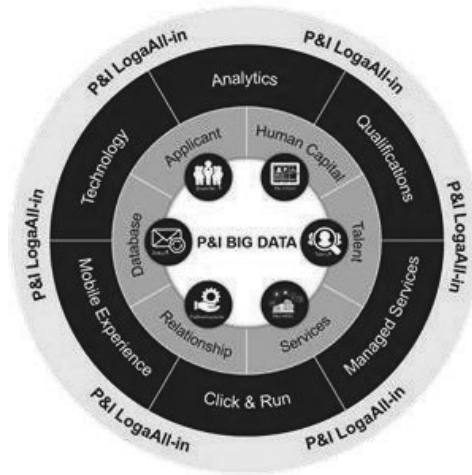 P&I LogaAll-in
P&I LogaAll-in
P&I LogaAll-in
P&I LogaAll-in
P&I LogaAll-in
P&I LogaAll-in
Analytics
Qualifications
Managed Services
Click & Run
Mobile Experience
Technology
Applicant
Human Capital
Talent
Services
Relationship
Database
P&I BIG DATA